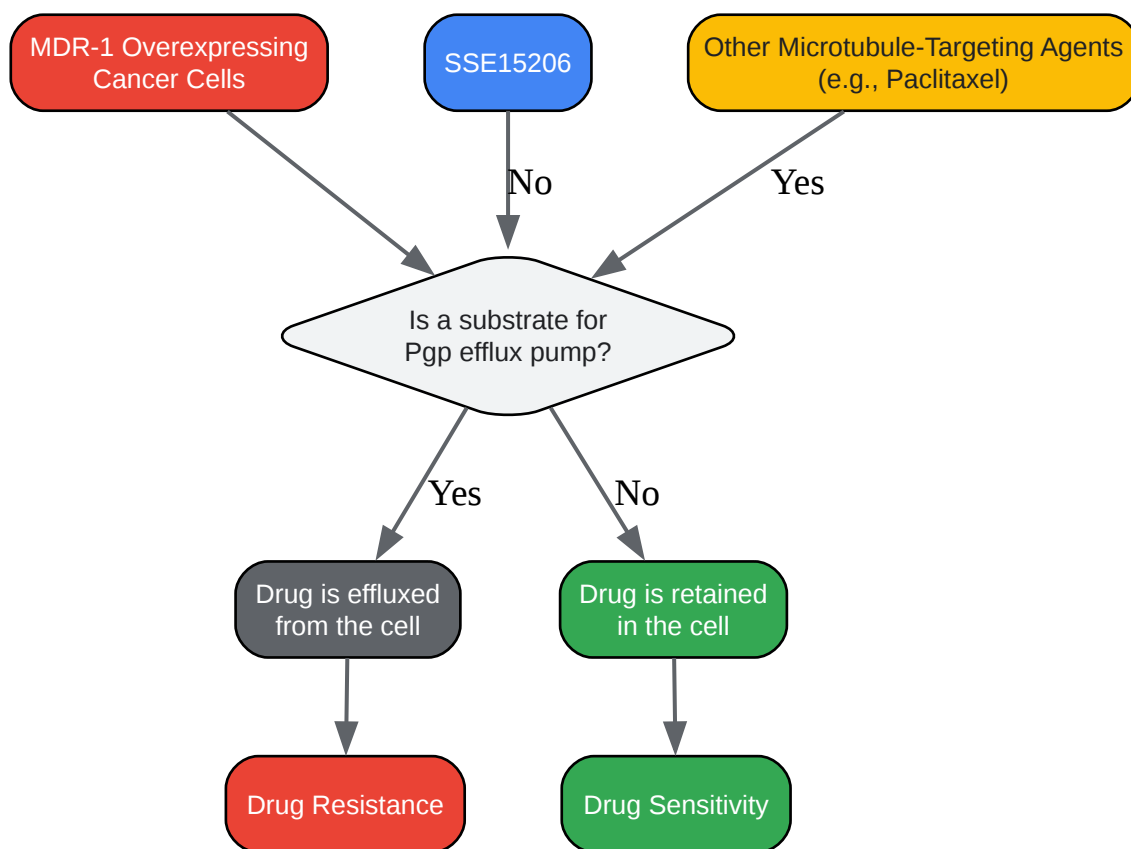 MDR-1 Overexpressing
Cancer Cells
SSE15206
Other Microtubule-Targeting Agents
(e.g., Paclitaxel)
No
Yes
Is a substrate for
Pgp efflux pump?
Yes
No
Drug is effluxed
from the cell
Drug is retained
in the cell
Drug Resistance
Drug Sensitivity